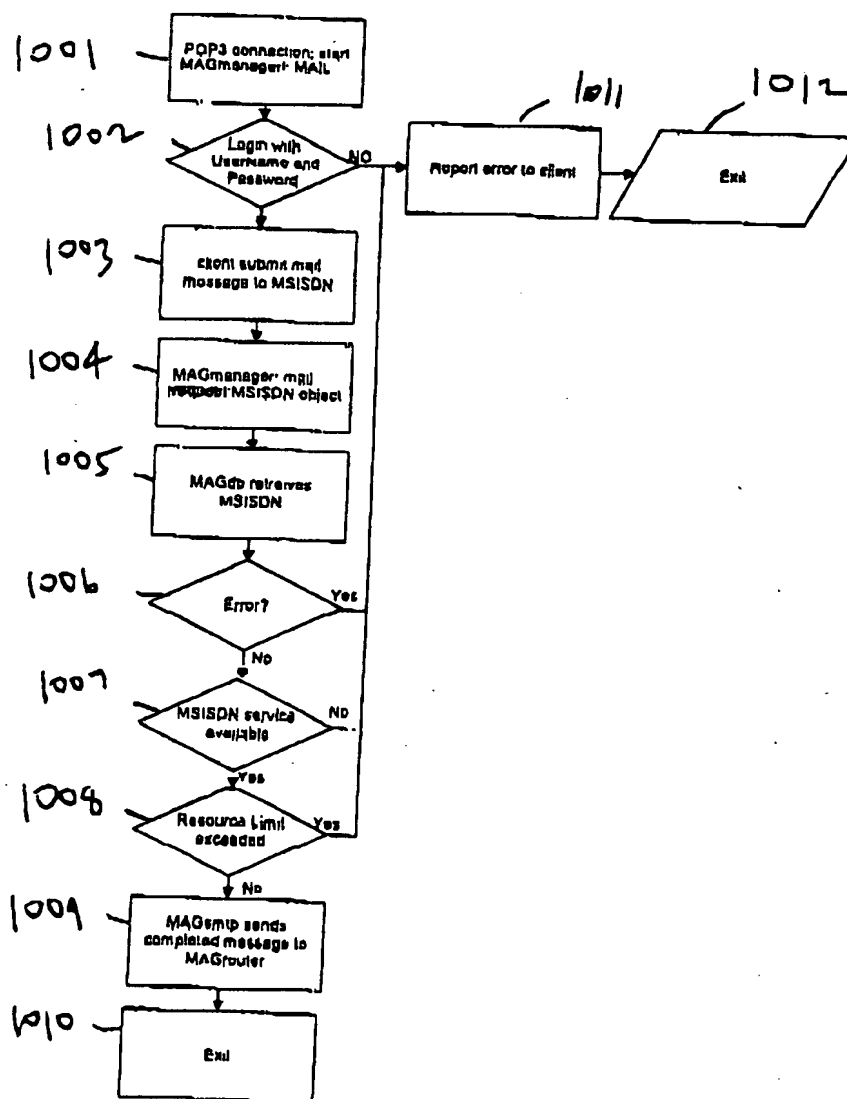 1001
POP3 connection; start
MAGmanager: MAIL
1002
Login with
Username and
Password
NO
1011
Report error to client
1012
Exit
1003
client submit mail
message to MSISDN
1004
MAGmanager: mail
request MSISDN object
1005
MAGdb retrieves
MSISDN
1006
Error?
Yes
No
1007
MSISDN service
available
NO
Yes
1008
Resource Limit
exceeded
Yes
No
1009
MAGsmtp sends
completed message to
MAGrouter
1010
Exit